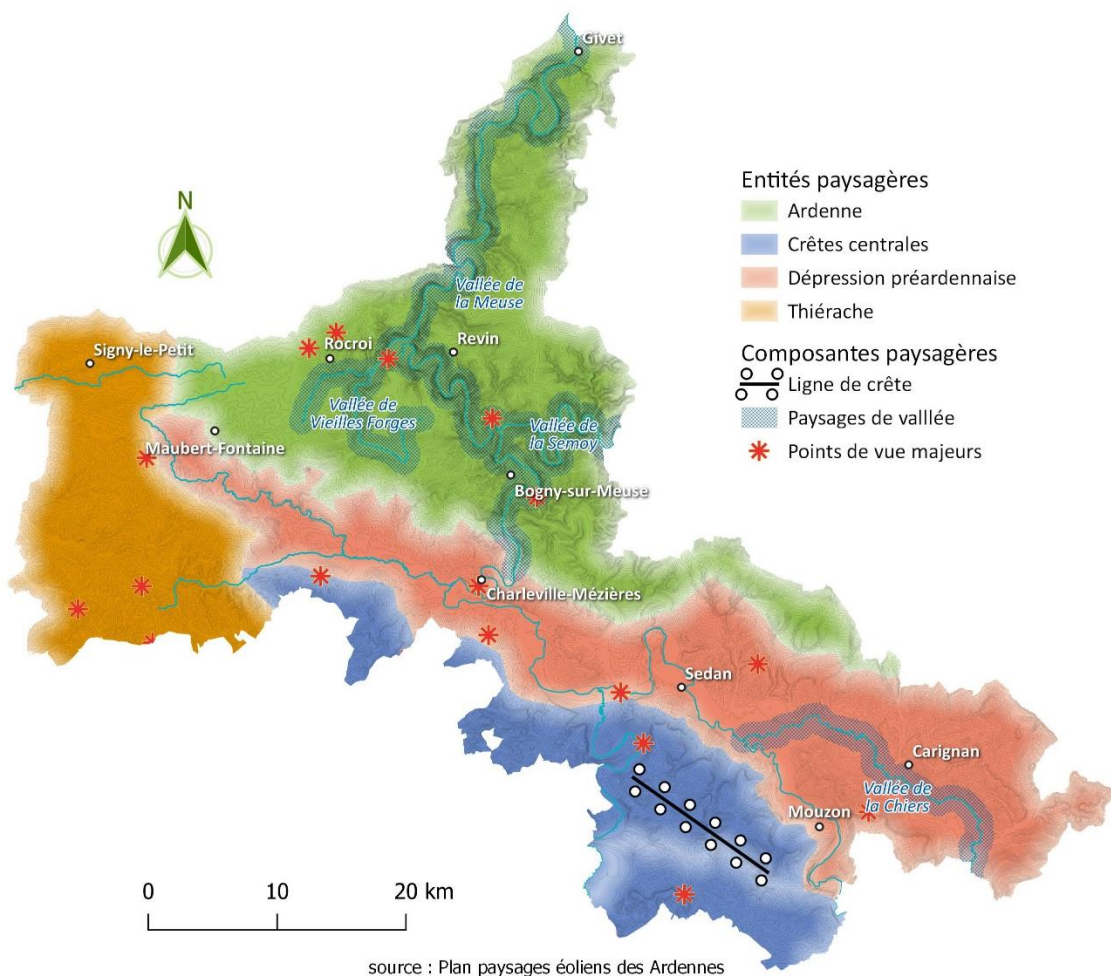 Givet
Entités paysagères
Ardenne
Crêtes centrales
Dépression préardennaise
Thiérache
Composantes paysagères
Ligne de crête
Paysages de valllée
Points de vue majeurs
N
Vallée de
la Meuse
Signy-le-Petit
Rocroi
Revin
Vallée de
Vieilles Forges
Vallée de
la Semoy
Maubert-Fontaine
Bogny-sur-Meuse
Charleville-Mézières
Sedan
Carignan
Vallée de
la Chiers
Mouzon
0 10 20 km
source : Plan paysages éoliens des Ardennes